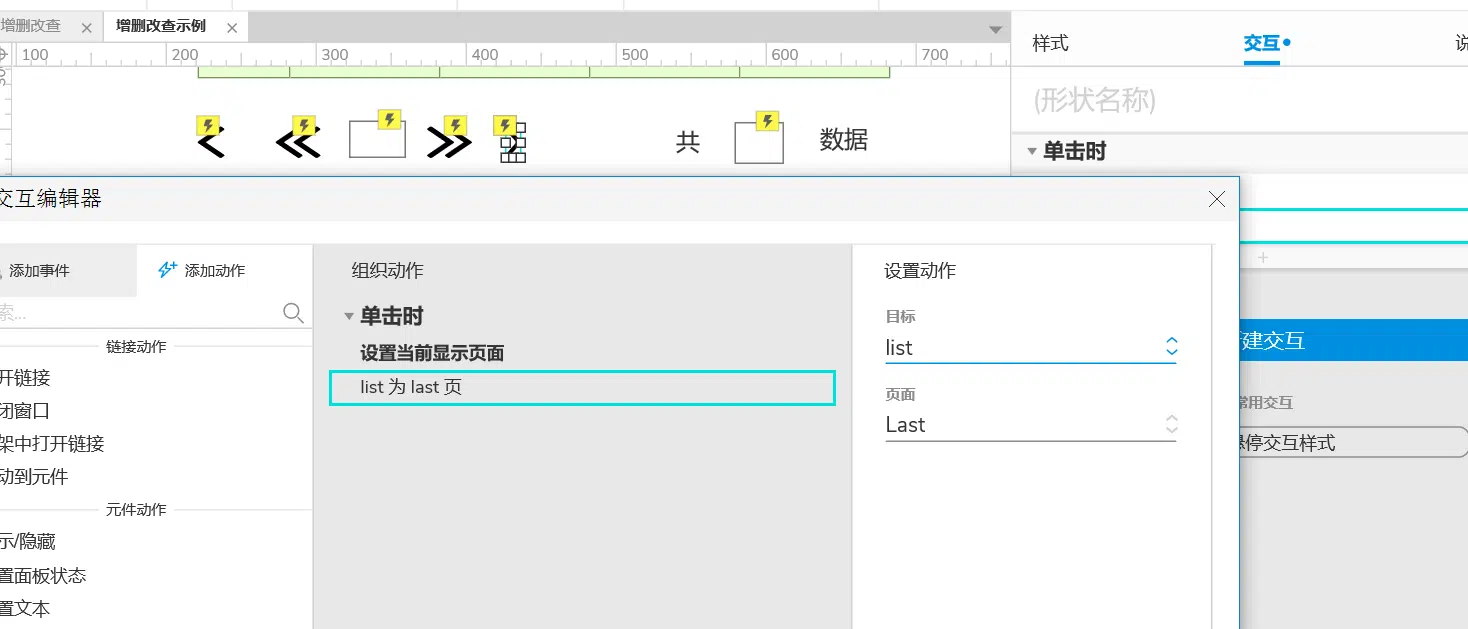 增删改查
增删改查示例
100 200 300 400 500 600 700
样式 交互
(形状名称)
单击时
< << >>
共 数据
交互编辑器
添加事件
添加动作
索...
链接动作
开链接
闭窗口
架中打开链接
动到元件
元件动作
示/隐藏
置面板状态
置文本
组织动作
单击时
设置当前显示页面
list 为 last 页
设置动作
目标
list
页面
Last
建交互
常用交互
悬停交互样式